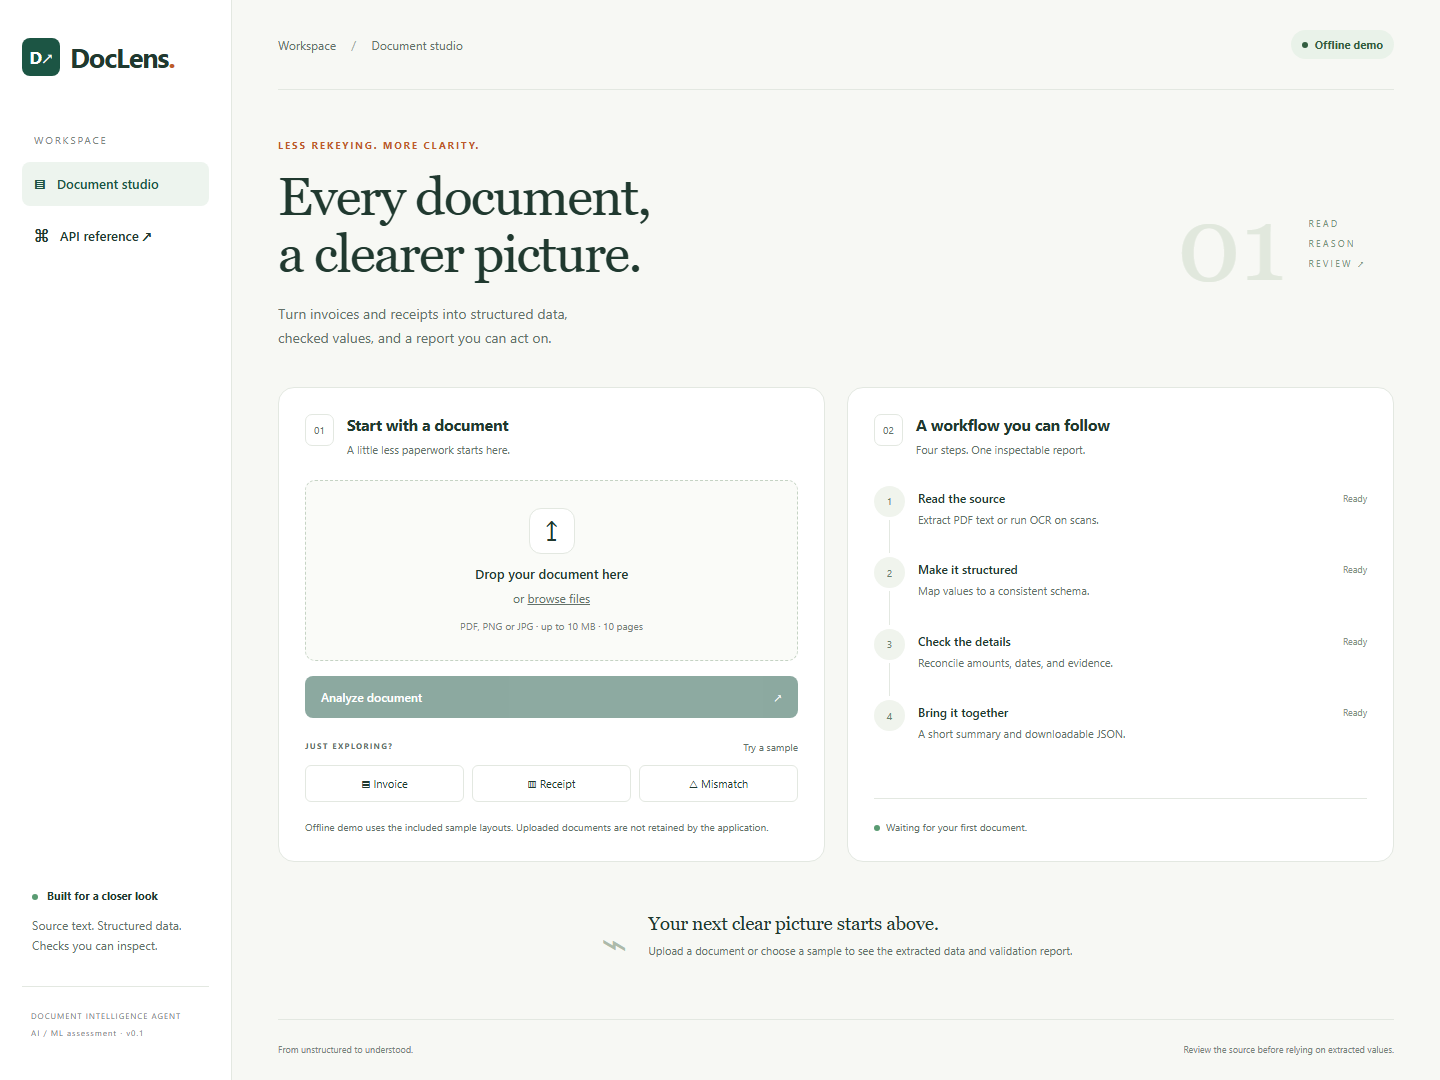 D↗ DocLens.
WORKSPACE
Document studio
API reference ↗
Built for a closer look
Source text. Structured data.
Checks you can inspect.
DOCUMENT INTELLIGENCE AGENT
AI / ML assessment · v0.1
Workspace / Document studio
Offline demo
LESS REKEYING. MORE CLARITY.
Every document,
a clearer picture.
Turn invoices and receipts into structured data,
checked values, and a report you can act on.
01
READ
REASON
REVIEW ↗
01 Start with a document
A little less paperwork starts here.
Drop your document here
or browse files
PDF, PNG or JPG · up to 10 MB · 10 pages
Analyze document ↗
JUST EXPLORING? Try a sample
Invoice Receipt Mismatch
Offline demo uses the included sample layouts. Uploaded documents are not retained by the application.
02 A workflow you can follow
Four steps. One inspectable report.
1 Read the source Ready
Extract PDF text or run OCR on scans.
2 Make it structured Ready
Map values to a consistent schema.
3 Check the details Ready
Reconcile amounts, dates, and evidence.
4 Bring it together Ready
A short summary and downloadable JSON.
Waiting for your first document.
Your next clear picture starts above.
Upload a document or choose a sample to see the extracted data and validation report.
From unstructured to understood. Review the source before relying on extracted values.